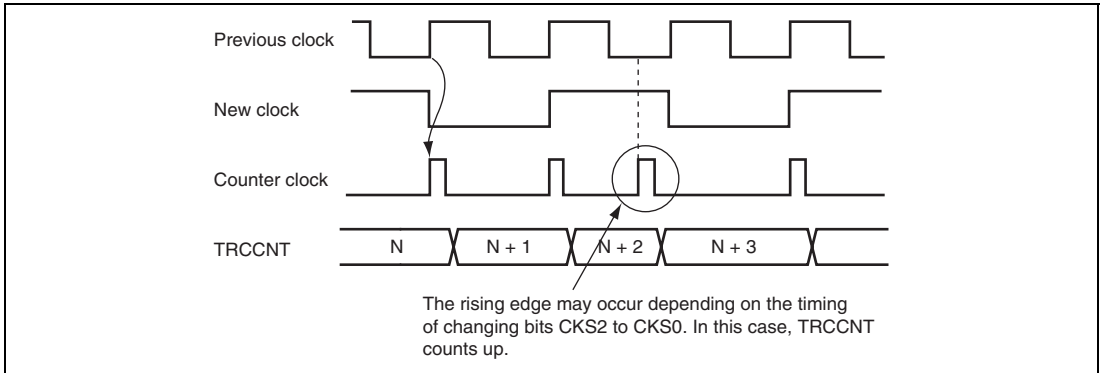 Previous clock
New clock
Counter clock
TRCCNT
N
N + 1
N + 2
N + 3
The rising edge may occur depending on the timing
of changing bits CKS2 to CKS0. In this case, TRCCNT
counts up.